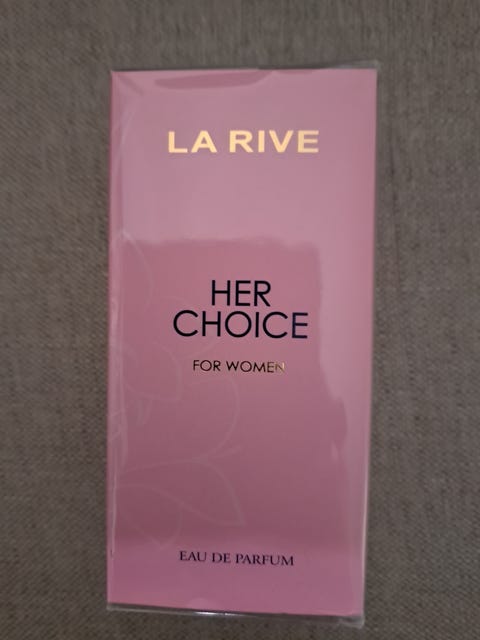 LA RIVE
HER
CHOICE
FOR WOMEN
EAU DE PARFUM